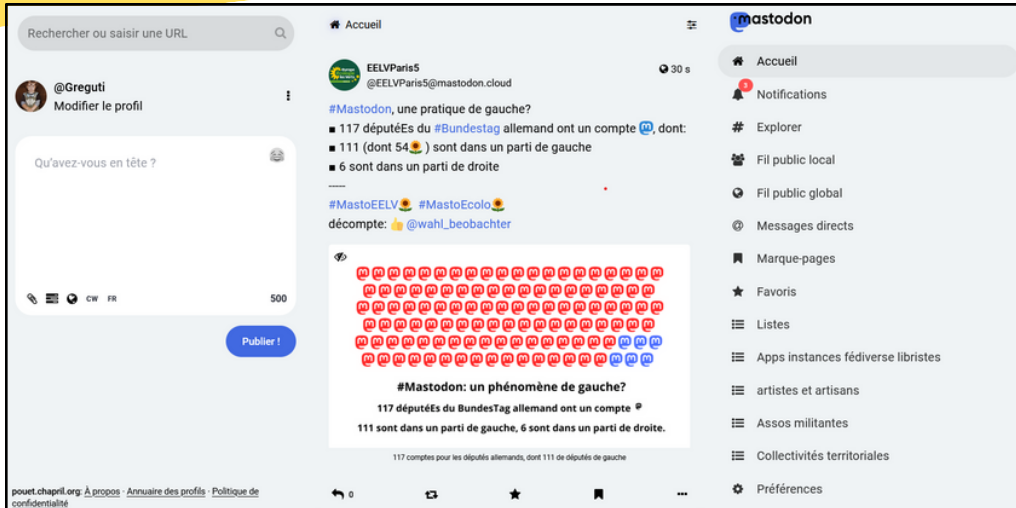 Rechercher ou saisir une URL
@Greguti
Modifier le profil
Qu'avez-vous en tête ?
CW FR 500
Publier !
pouet.chapril.org: À propos · Annuaire des profils · Politique de
confidentialité
Accueil
EELVParis5
@EELVParis5@mastodon.cloud
30 s
#Mastodon, une pratique de gauche?
▪ 117 députéEs du #Bundestag allemand ont un compte, dont:
▪ 111 (dont 54🌻 ) sont dans un parti de gauche
▪ 6 sont dans un parti de droite
-----
#MastoEELV🌻 #MastoEcolo🌻
décompte: 👍 @wahl_beobachter
#Mastodon: un phénomène de gauche?
117 députéEs du BundesTag allemand ont un compte
111 sont dans un parti de gauche, 6 sont dans un parti de droite.
117 comptes pour les députés allemands, dont 111 de députés de gauche
0
mastodon
Accueil
3
Notifications
Explorer
Fil public local
Fil public global
Messages directs
Marque-pages
Favoris
Listes
Apps instances fédiverse libristes
artistes et artisans
Assos militantes
Collectivités territoriales
Préférences